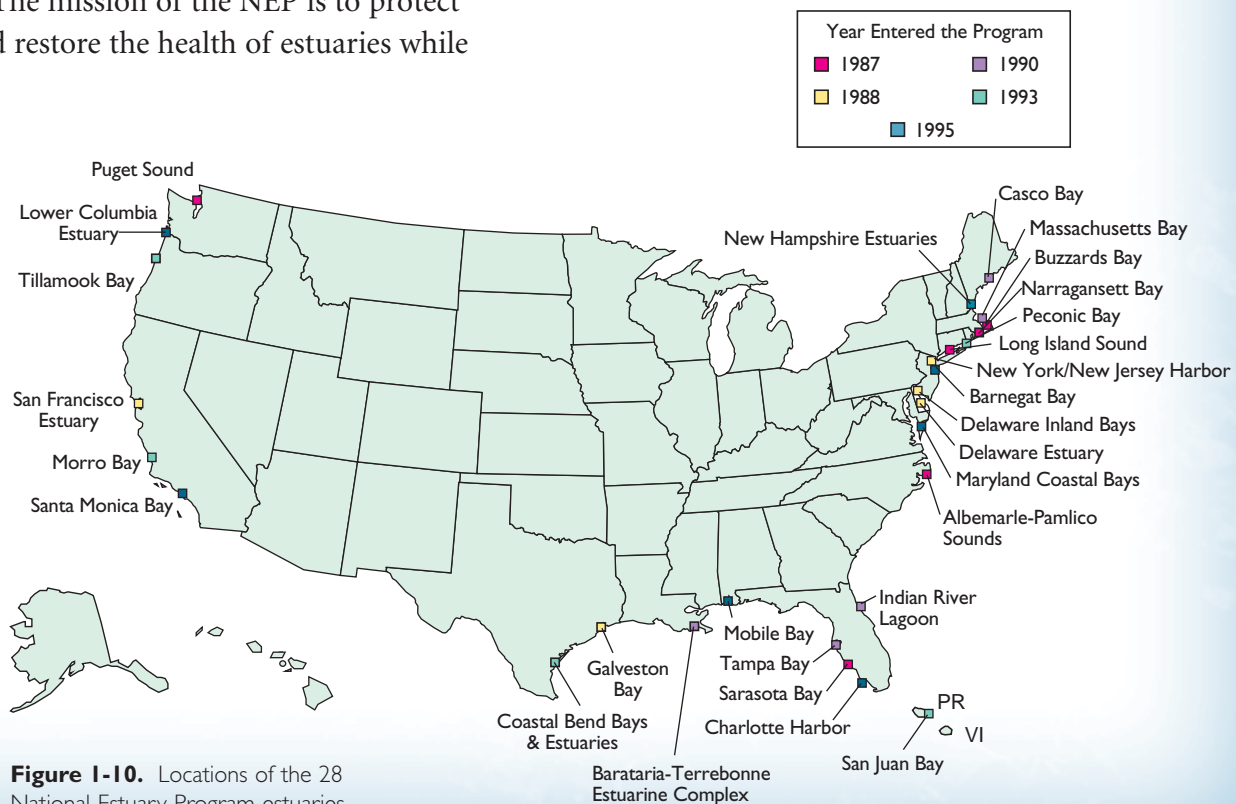 The mission of the NEP is to protect
restore the health of estuaries while
Year Entered the Program
1987
1990
1988
1993
1995
Puget Sound
Lower Columbia
Estuary
Tillamook Bay
San Francisco
Estuary
Morro Bay
Santa Monica Bay
New Hampshire Estuaries
Casco Bay
Massachusetts Bay
Buzzards Bay
Narragansett Bay
Peconic Bay
Long Island Sound
New York/New Jersey Harbor
Barnegat Bay
Delaware Inland Bays
Delaware Estuary
Maryland Coastal Bays
Albemarle-Pamlico
Sounds
Indian River
Lagoon
Mobile Bay
Tampa Bay
Sarasota Bay
Charlotte Harbor
Galveston
Bay
Coastal Bend Bays
& Estuaries
Barataria-Terrebonne
Estuarine Complex
PR
VI
San Juan Bay
Figure 1-10. Locations of the 28
National Estuary Program estuaries